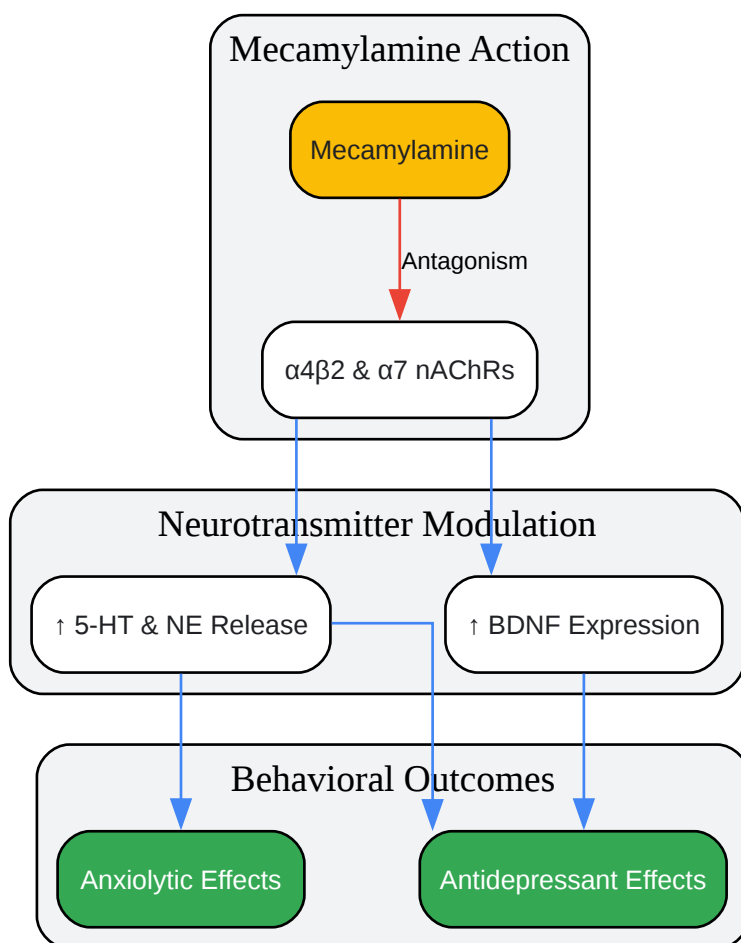 Mecamylamine Action
Mecamylamine
Antagonism
α4β2 & α7 nAChRs
Neurotransmitter Modulation
↑ 5-HT & NE Release
↑ BDNF Expression
Behavioral Outcomes
Anxiolytic Effects
Antidepressant Effects